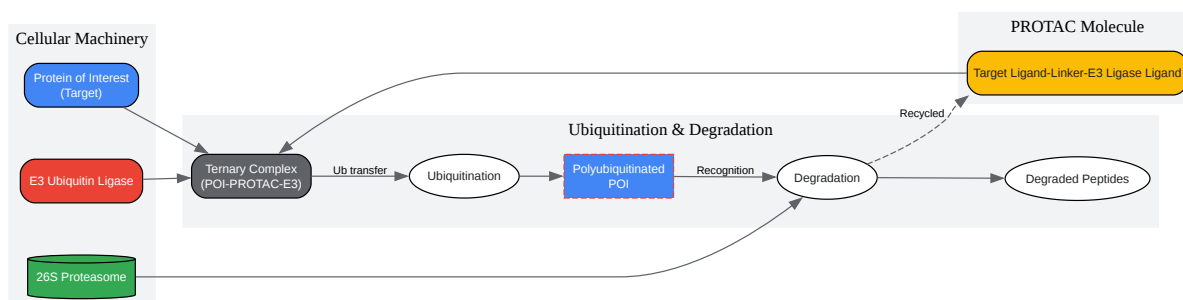 Cellular Machinery
Protein of Interest
(Target)
E3 Ubiquitin Ligase
26S Proteasome
PROTAC Molecule
Target Ligand-Linker-E3 Ligase Ligand
Recycled
Ubiquitination & Degradation
Ternary Complex
(POI-PROTAC-E3)
Ub transfer
Ubiquitination
Polyubiquitinated
POI
Recognition
Degradation
Degraded Peptides